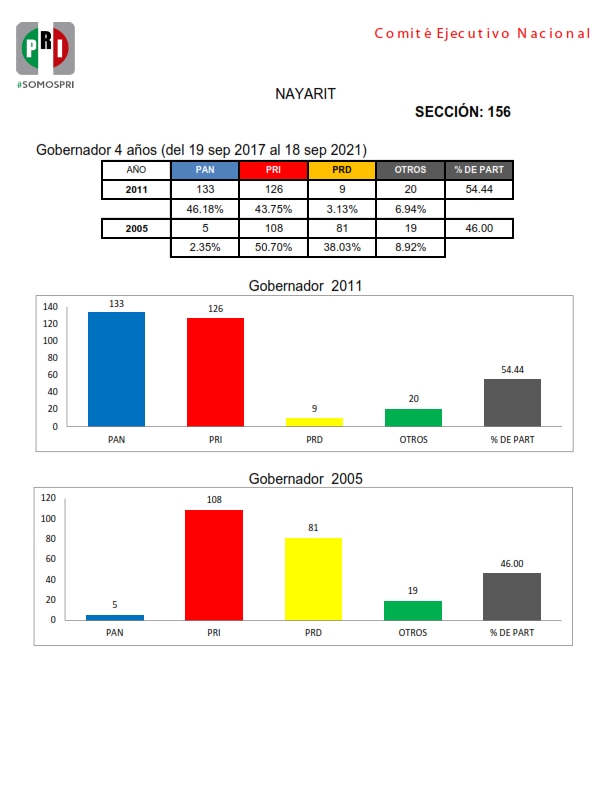 PRI
#SOMOSPRI
Comité Ejecutivo Nacional
NAYARIT
SECCIÓN: 156
Gobernador 4 años (del 19 sep 2017 al 18 sep 2021)
AÑO PAN PRI PRD OTROS % DE PART
2011 133 126 9 20 54.44
46.18% 43.75% 3.13% 6.94%
2005 5 108 81 19 46.00
2.35% 50.70% 38.03% 8.92%
Gobernador 2011
140
120
100
80
60
40
20
0
133
126
9
20
54.44
PAN PRI PRD OTROS % DE PART
Gobernador 2005
120
100
80
60
40
20
0
5
108
81
19
46.00
PAN PRI PRD OTROS % DE PART